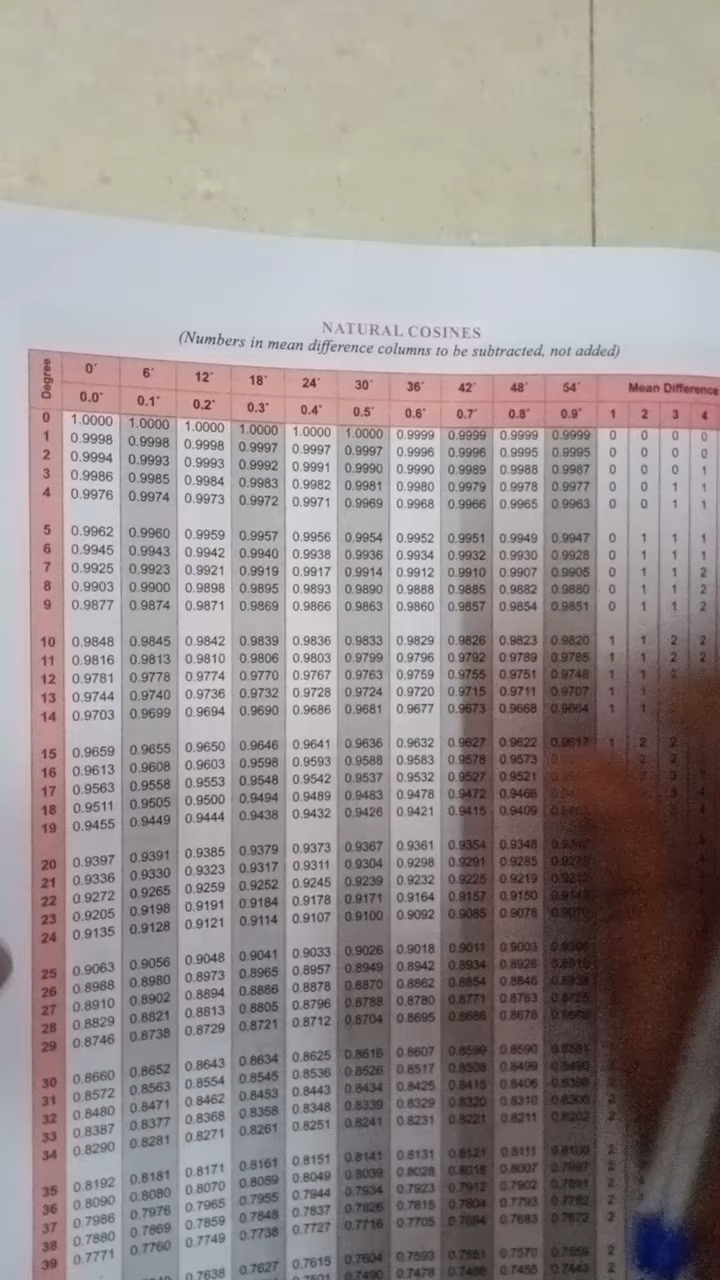 NATURAL COSINES
(Numbers in mean difference columns to be subtracted, not added)
Degree 0´ 6´ 12´ 18´ 24´ 30´ 36´ 42´ 48´ 54´ Mean Difference
0.0° 0.1° 0.2° 0.3° 0.4° 0.5° 0.6° 0.7° 0.8° 0.9° 1 2 3 4
0 1.0000 1.0000 1.0000 1.0000 1.0000 1.0000 0.9999 0.9999 0.9999 0.9999 0 0 0 0
1 0.9998 0.9998 0.9998 0.9997 0.9997 0.9997 0.9996 0.9996 0.9995 0.9995 0 0 0 0
2 0.9994 0.9993 0.9993 0.9992 0.9991 0.9990 0.9990 0.9989 0.9988 0.9987 0 0 0 1
3 0.9986 0.9985 0.9984 0.9983 0.9982 0.9981 0.9980 0.9979 0.9978 0.9977 0 0 1 1
4 0.9976 0.9974 0.9973 0.9972 0.9971 0.9969 0.9968 0.9966 0.9965 0.9963 0 0 1 1
5 0.9962 0.9960 0.9959 0.9957 0.9956 0.9954 0.9952 0.9951 0.9949 0.9947 0 1 1 1
6 0.9945 0.9943 0.9942 0.9940 0.9938 0.9936 0.9934 0.9932 0.9930 0.9928 0 1 1 1
7 0.9925 0.9923 0.9921 0.9919 0.9917 0.9914 0.9912 0.9910 0.9907 0.9905 0 1 1 2
8 0.9903 0.9900 0.9898 0.9895 0.9893 0.9890 0.9888 0.9885 0.9882 0.9880 0 1 1 2
9 0.9877 0.9874 0.9871 0.9869 0.9866 0.9863 0.9860 0.9857 0.9854 0.9851 0 1 1 2
10 0.9848 0.9845 0.9842 0.9839 0.9836 0.9833 0.9829 0.9826 0.9823 0.9820 1 1 2 2
11 0.9816 0.9813 0.9810 0.9806 0.9803 0.9799 0.9796 0.9792 0.9789 0.9785 1 1 2 2
12 0.9781 0.9778 0.9774 0.9770 0.9767 0.9763 0.9759 0.9755 0.9751 0.9748 1 1 2
13 0.9744 0.9740 0.9736 0.9732 0.9728 0.9724 0.9720 0.9715 0.9711 0.9707 1 1
14 0.9703 0.9699 0.9694 0.9690 0.9686 0.9681 0.9677 0.9673 0.9668 0.9664 1 1
15 0.9659 0.9655 0.9650 0.9646 0.9641 0.9636 0.9632 0.9627 0.9622 0.9617 1 2 2
16 0.9613 0.9608 0.9603 0.9598 0.9593 0.9588 0.9583 0.9578 0.9573
17 0.9563 0.9558 0.9553 0.9548 0.9542 0.9537 0.9532 0.9527 0.9521
18 0.9511 0.9505 0.9500 0.9494 0.9489 0.9483 0.9478 0.9472 0.9466
19 0.9455 0.9449 0.9444 0.9438 0.9432 0.9426 0.9421 0.9415 0.9409
20 0.9397 0.9391 0.9385 0.9379 0.9373 0.9367 0.9361 0.9354 0.9348
21 0.9336 0.9330 0.9323 0.9317 0.9311 0.9304 0.9298 0.9291 0.9285
22 0.9272 0.9265 0.9259 0.9252 0.9245 0.9239 0.9232 0.9225 0.9219
23 0.9205 0.9198 0.9191 0.9184 0.9178 0.9171 0.9164 0.9157 0.9150
24 0.9135 0.9128 0.9121 0.9114 0.9107 0.9100 0.9092 0.9085 0.9078
25 0.9063 0.9056 0.9048 0.9041 0.9033 0.9026 0.9018 0.9011 0.9003
26 0.8988 0.8980 0.8973 0.8965 0.8957 0.8949 0.8942 0.8934 0.8926
27 0.8910 0.8902 0.8894 0.8886 0.8878 0.8870 0.8862 0.8854 0.8846
28 0.8829 0.8821 0.8813 0.8805 0.8796 0.8788 0.8780 0.8771 0.8763
29 0.8746 0.8738 0.8729 0.8721 0.8712 0.8704 0.8695 0.8686 0.8678
30 0.8660 0.8652 0.8643 0.8634 0.8625 0.8616 0.8607 0.8599 0.8590 0.8581
31 0.8572 0.8563 0.8554 0.8545 0.8536 0.8526 0.8517 0.8508 0.8499 0.8490
32 0.8480 0.8471 0.8462 0.8453 0.8443 0.8434 0.8425 0.8415 0.8406
33 0.8387 0.8377 0.8368 0.8358 0.8348 0.8339 0.8329 0.8320 0.8310
34 0.8290 0.8281 0.8271 0.8261 0.8251 0.8241 0.8231 0.8221 0.8211 0.8202
35 0.8192 0.8181 0.8171 0.8161 0.8151 0.8141 0.8131 0.8121 0.8111 0.8100 2
36 0.8090 0.8080 0.8070 0.8059 0.8049 0.8039 0.8028 0.8018 0.8007 0.7997 2
37 0.7986 0.7976 0.7965 0.7955 0.7944 0.7934 0.7923 0.7912 0.7902 0.7891 2
38 0.7880 0.7869 0.7859 0.7848 0.7837 0.7826 0.7815 0.7804 0.7793 0.7782 2
39 0.7771 0.7760 0.7749 0.7738 0.7727 0.7716 0.7705 0.7694 0.7683 0.7672 2
0.7638 0.7627 0.7615 0.7604 0.7593 0.7581 0.7570 0.7559 2
0.7501 0.7490 0.7478 0.7466 0.7455 0.7443 2